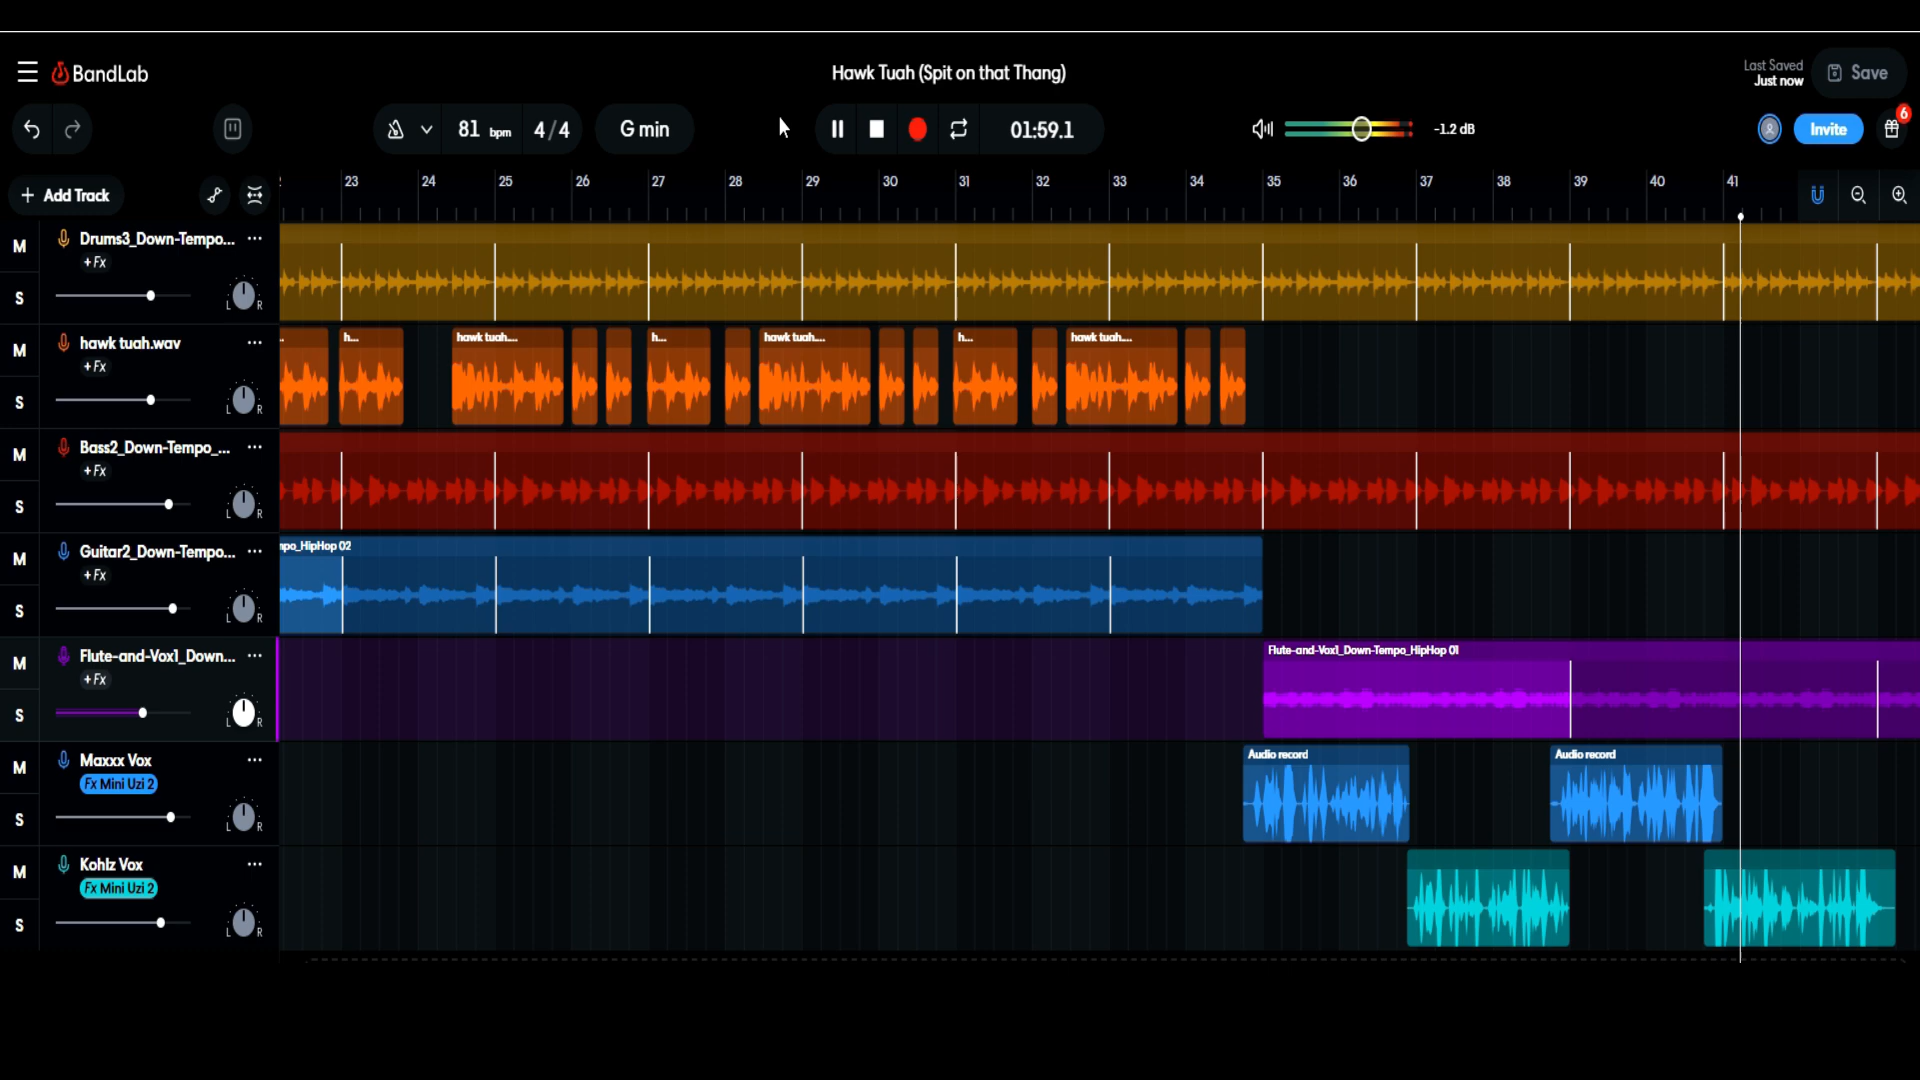 BandLab
Hawk Tuah (Spit on that Thang)
Last Saved
Just now
Save
81 bpm
4/4
G min
01:59.1
-1.2 dB
Invite
6
+ Add Track
23 24 25 26 27 28 29 30 31 32 33 34 35 36 37 38 39 40 41
M
S
Drums3_Down-Tempo...
+Fx
L R
M
S
hawk tuah.wav
+Fx
L R
h...
hawk tuah....
h...
hawk tuah....
h...
hawk tuah....
M
S
Bass2_Down-Tempo_...
+Fx
L R
M
S
Guitar2_Down-Tempo...
+Fx
L R
mpo_HipHop 02
M
S
Flute-and-Vox1_Down...
+Fx
L R
Flute-and-Vox1_Down-Tempo_HipHop 01
M
S
Maxxx Vox
Fx Mini Uzi 2
L R
Audio record
Audio record
M
S
Kohlz Vox
Fx Mini Uzi 2
L R